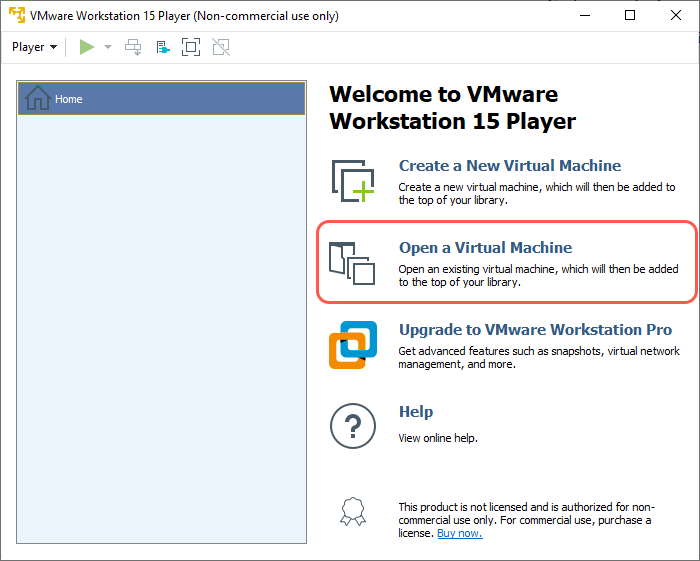 VMware Workstation 15 Player (Non-commercial use only)
Player
Home
Welcome to VMware
Workstation 15 Player
Create a New Virtual Machine
Create a new virtual machine, which will then be added
to the top of your library.
Open a Virtual Machine
Open an existing virtual machine, which will then be added
to the top of your library.
Upgrade to VMware Workstation Pro
Get advanced features such as snapshots, virtual network
management, and more.
?
Help
View online help.
This product is not licensed and is authorized for non-
commercial use only. For commercial use, purchase a
license. Buy now.